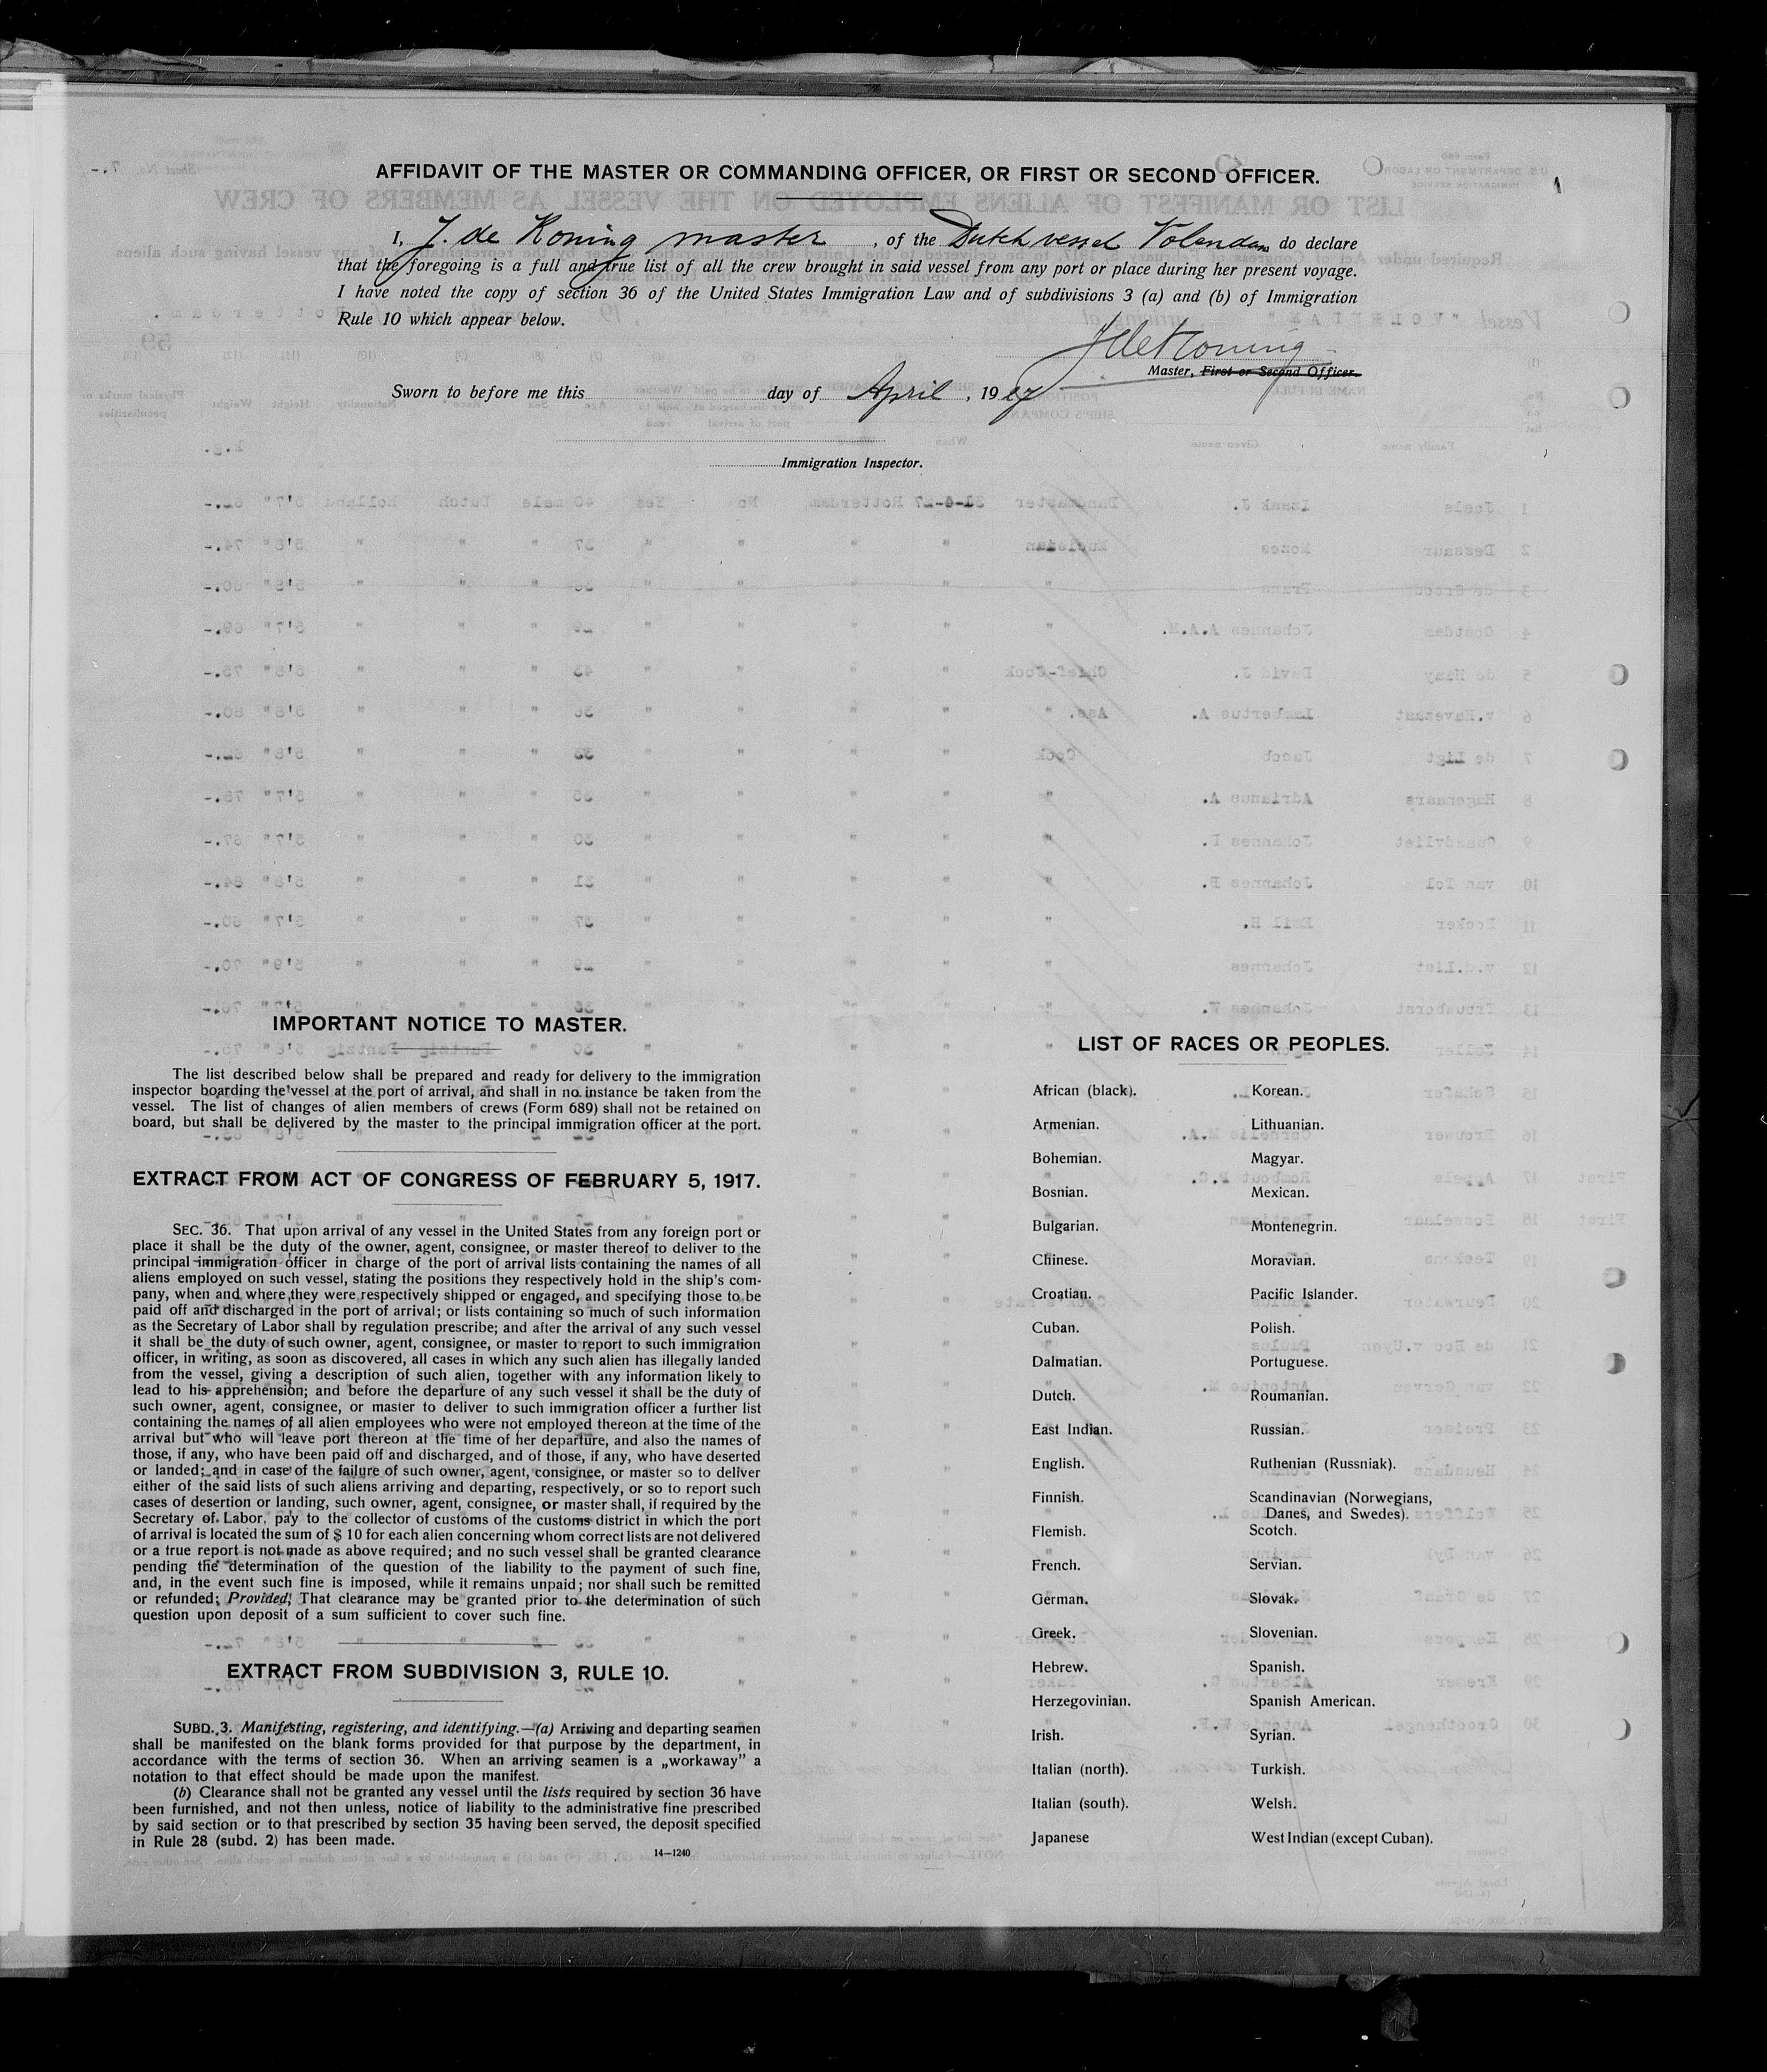 AFFIDAVIT OF THE MASTER OR COMMANDING OFFICER, OR FIRST OR SECOND OFFICER.
I, J. de Koning master, of the Dutch vessel Volendam do declare
that the foregoing is a full and true list of all the crew brought in said vessel from any port or place during her present voyage.
I have noted the copy of section 36 of the United States Immigration Law and of subdivisions 3 (a) and (b) of Immigration
Rule 10 which appear below.
J de Koning
Master, First or Second Officer.
Sworn to before me this day of April, 1927
Immigration Inspector.
IMPORTANT NOTICE TO MASTER.
The list described below shall be prepared and ready for delivery to the immigration
inspector boarding the vessel at the port of arrival, and shall in no instance be taken from the
vessel. The list of changes of alien members of crews (Form 689) shall not be retained on
board, but shall be delivered by the master to the principal immigration officer at the port.
EXTRACT FROM ACT OF CONGRESS OF FEBRUARY 5, 1917.
SEC. 36. That upon arrival of any vessel in the United States from any foreign port or
place it shall be the duty of the owner, agent, consignee, or master thereof to deliver to the
principal immigration officer in charge of the port of arrival lists containing the names of all
aliens employed on such vessel, stating the positions they respectively hold in the ship's com-
pany, when and where they were respectively shipped or engaged, and specifying those to be
paid off and discharged in the port of arrival; or lists containing so much of such information
as the Secretary of Labor shall by regulation prescribe; and after the arrival of any such vessel
it shall be the duty of such owner, agent, consignee, or master to report to such immigration
officer, in writing, as soon as discovered, all cases in which any such alien has illegally landed
from the vessel, giving a description of such alien, together with any information likely to
lead to his apprehension; and before the departure of any such vessel it shall be the duty of
such owner, agent, consignee, or master to deliver to such immigration officer a further list
containing the names of all alien employees who were not employed thereon at the time of the
arrival but who will leave port thereon at the time of her departure, and also the names of
those, if any, who have been paid off and discharged, and of those, if any, who have deserted
or landed; and in case of the failure of such owner, agent, consignee, or master so to deliver
either of the said lists of such aliens arriving and departing, respectively, or so to report such
cases of desertion or landing, such owner, agent, consignee, or master shall, if required by the
Secretary of Labor, pay to the collector of customs of the customs district in which the port
of arrival is located the sum of $ 10 for each alien concerning whom correct lists are not delivered
or a true report is not made as above required; and no such vessel shall be granted clearance
pending the determination of the question of the liability to the payment of such fine,
and, in the event such fine is imposed, while it remains unpaid; nor shall such be remitted
or refunded; Provided, That clearance may be granted prior to the determination of such
question upon deposit of a sum sufficient to cover such fine.
EXTRACT FROM SUBDIVISION 3, RULE 10.
SUBD. 3. Manifesting, registering, and identifying.—(a) Arriving and departing seamen
shall be manifested on the blank forms provided for that purpose by the department, in
accordance with the terms of section 36. When an arriving seamen is a „workaway" a
notation to that effect should be made upon the manifest.
(b) Clearance shall not be granted any vessel until the lists required by section 36 have
been furnished, and not then unless, notice of liability to the administrative fine prescribed
by said section or to that prescribed by section 35 having been served, the deposit specified
in Rule 28 (subd. 2) has been made.
14—1240
LIST OF RACES OR PEOPLES.
African (black).
Armenian.
Bohemian.
Bosnian.
Bulgarian.
Chinese.
Croatian.
Cuban.
Dalmatian.
Dutch.
East Indian.
English.
Finnish.
Flemish.
French.
German.
Greek.
Hebrew.
Herzegovinian.
Irish.
Italian (north).
Italian (south).
Japanese
Korean.
Lithuanian.
Magyar.
Mexican.
Montenegrin.
Moravian.
Pacific Islander.
Polish.
Portuguese.
Roumanian.
Russian.
Ruthenian (Russniak).
Scandinavian (Norwegians,
Danes, and Swedes).
Scotch.
Servian.
Slovak.
Slovenian.
Spanish.
Spanish American.
Syrian.
Turkish.
Welsh.
West Indian (except Cuban).